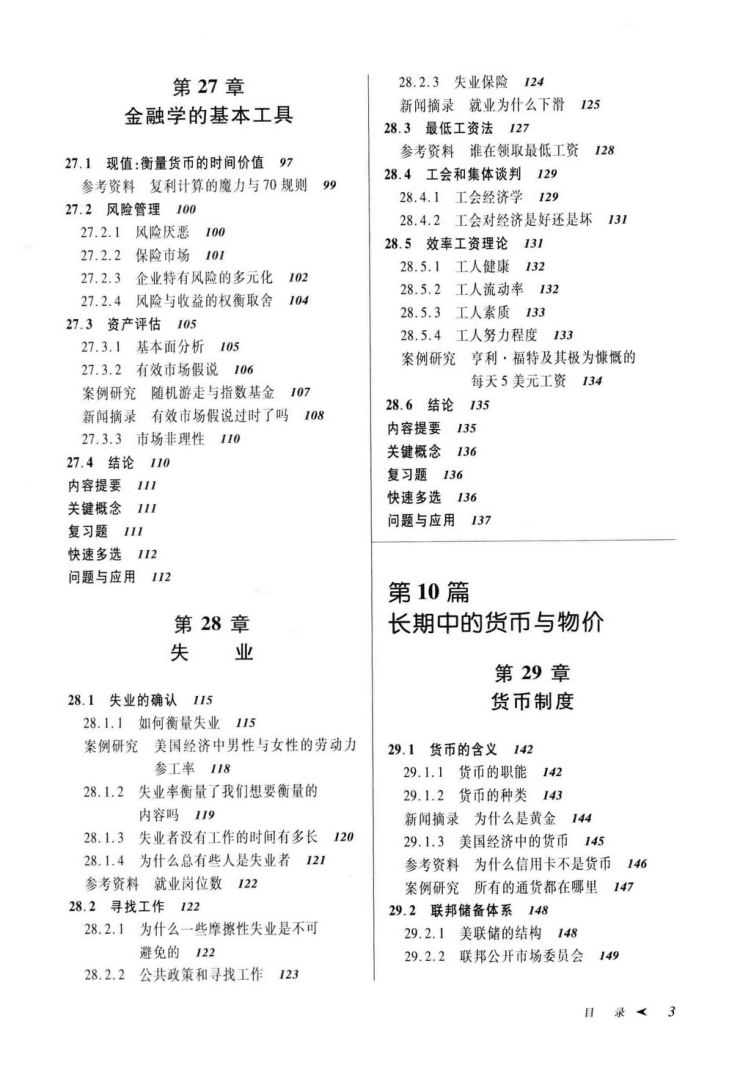 第 27 章
金融学的基本工具
27.1 现值:衡量货币的时间价值 97
参考资料 复利计算的魔力与70规则 99
27.2 风险管理 100
27.2.1 风险厌恶 100
27.2.2 保险市场 101
27.2.3 企业特有风险的多元化 102
27.2.4 风险与收益的权衡取舍 104
27.3 资产评估 105
27.3.1 基本面分析 105
27.3.2 有效市场假说 106
案例研究 随机游走与指数基金 107
新闻摘录 有效市场假说过时了吗 108
27.3.3 市场非理性 110
27.4 结论 110
内容提要 111
关键概念 111
复习题 111
快速多选 112
问题与应用 112
第 28 章
失 业
28.1 失业的确认 115
28.1.1 如何衡量失业 115
案例研究 美国经济中男性与女性的劳动力
参工率 118
28.1.2 失业率衡量了我们想要衡量的
内容吗 119
28.1.3 失业者没有工作的时间有多长 120
28.1.4 为什么总有些人是失业者 121
参考资料 就业岗位数 122
28.2 寻找工作 122
28.2.1 为什么一些摩擦性失业是不可
避免的 122
28.2.2 公共政策和寻找工作 123
28.2.3 失业保险 124
新闻摘录 就业为什么下滑 125
28.3 最低工资法 127
参考资料 谁在领取最低工资 128
28.4 工会和集体谈判 129
28.4.1 工会经济学 129
28.4.2 工会对经济是好还是坏 131
28.5 效率工资理论 131
28.5.1 工人健康 132
28.5.2 工人流动率 132
28.5.3 工人素质 133
28.5.4 工人努力程度 133
案例研究 亨利·福特及其极为慷慨的
每天5美元工资 134
28.6 结论 135
内容提要 135
关键概念 136
复习题 136
快速多选 136
问题与应用 137
第 10 篇
长期中的货币与物价
第 29 章
货币制度
29.1 货币的含义 142
29.1.1 货币的职能 142
29.1.2 货币的种类 143
新闻摘录 为什么是黄金 144
29.1.3 美国经济中的货币 145
参考资料 为什么信用卡不是货币 146
案例研究 所有的通货都在哪里 147
29.2 联邦储备体系 148
29.2.1 美联储的结构 148
29.2.2 联邦公开市场委员会 149
目 录 ◄ 3